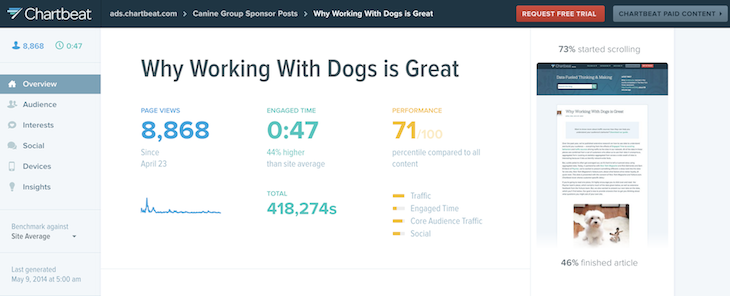 Chartbeat
ads.chartbeat.com > Canine Group Sponsor Posts > Why Working With Dogs is Great
REQUEST FREE TRIAL
CHARTBEAT PAID CONTENT ›
8,868 0:47
Overview
Audience
Interests
Social
Devices
Insights
Benchmark against
Site Average
Last generated
May 9, 2014 at 5:00 am
Why Working With Dogs is Great
PAGE VIEWS
8,868
Since
April 23
ENGAGED TIME
0:47
44% higher
than site average
TOTAL
418,274s
PERFORMANCE
71/100
percentile compared to all
content
Traffic
Engaged Time
Core Audience Traffic
Social
73% started scrolling
Chartbeat
Data-Fueled Thinking & Making
Why Working With Dogs is Great
46% finished article